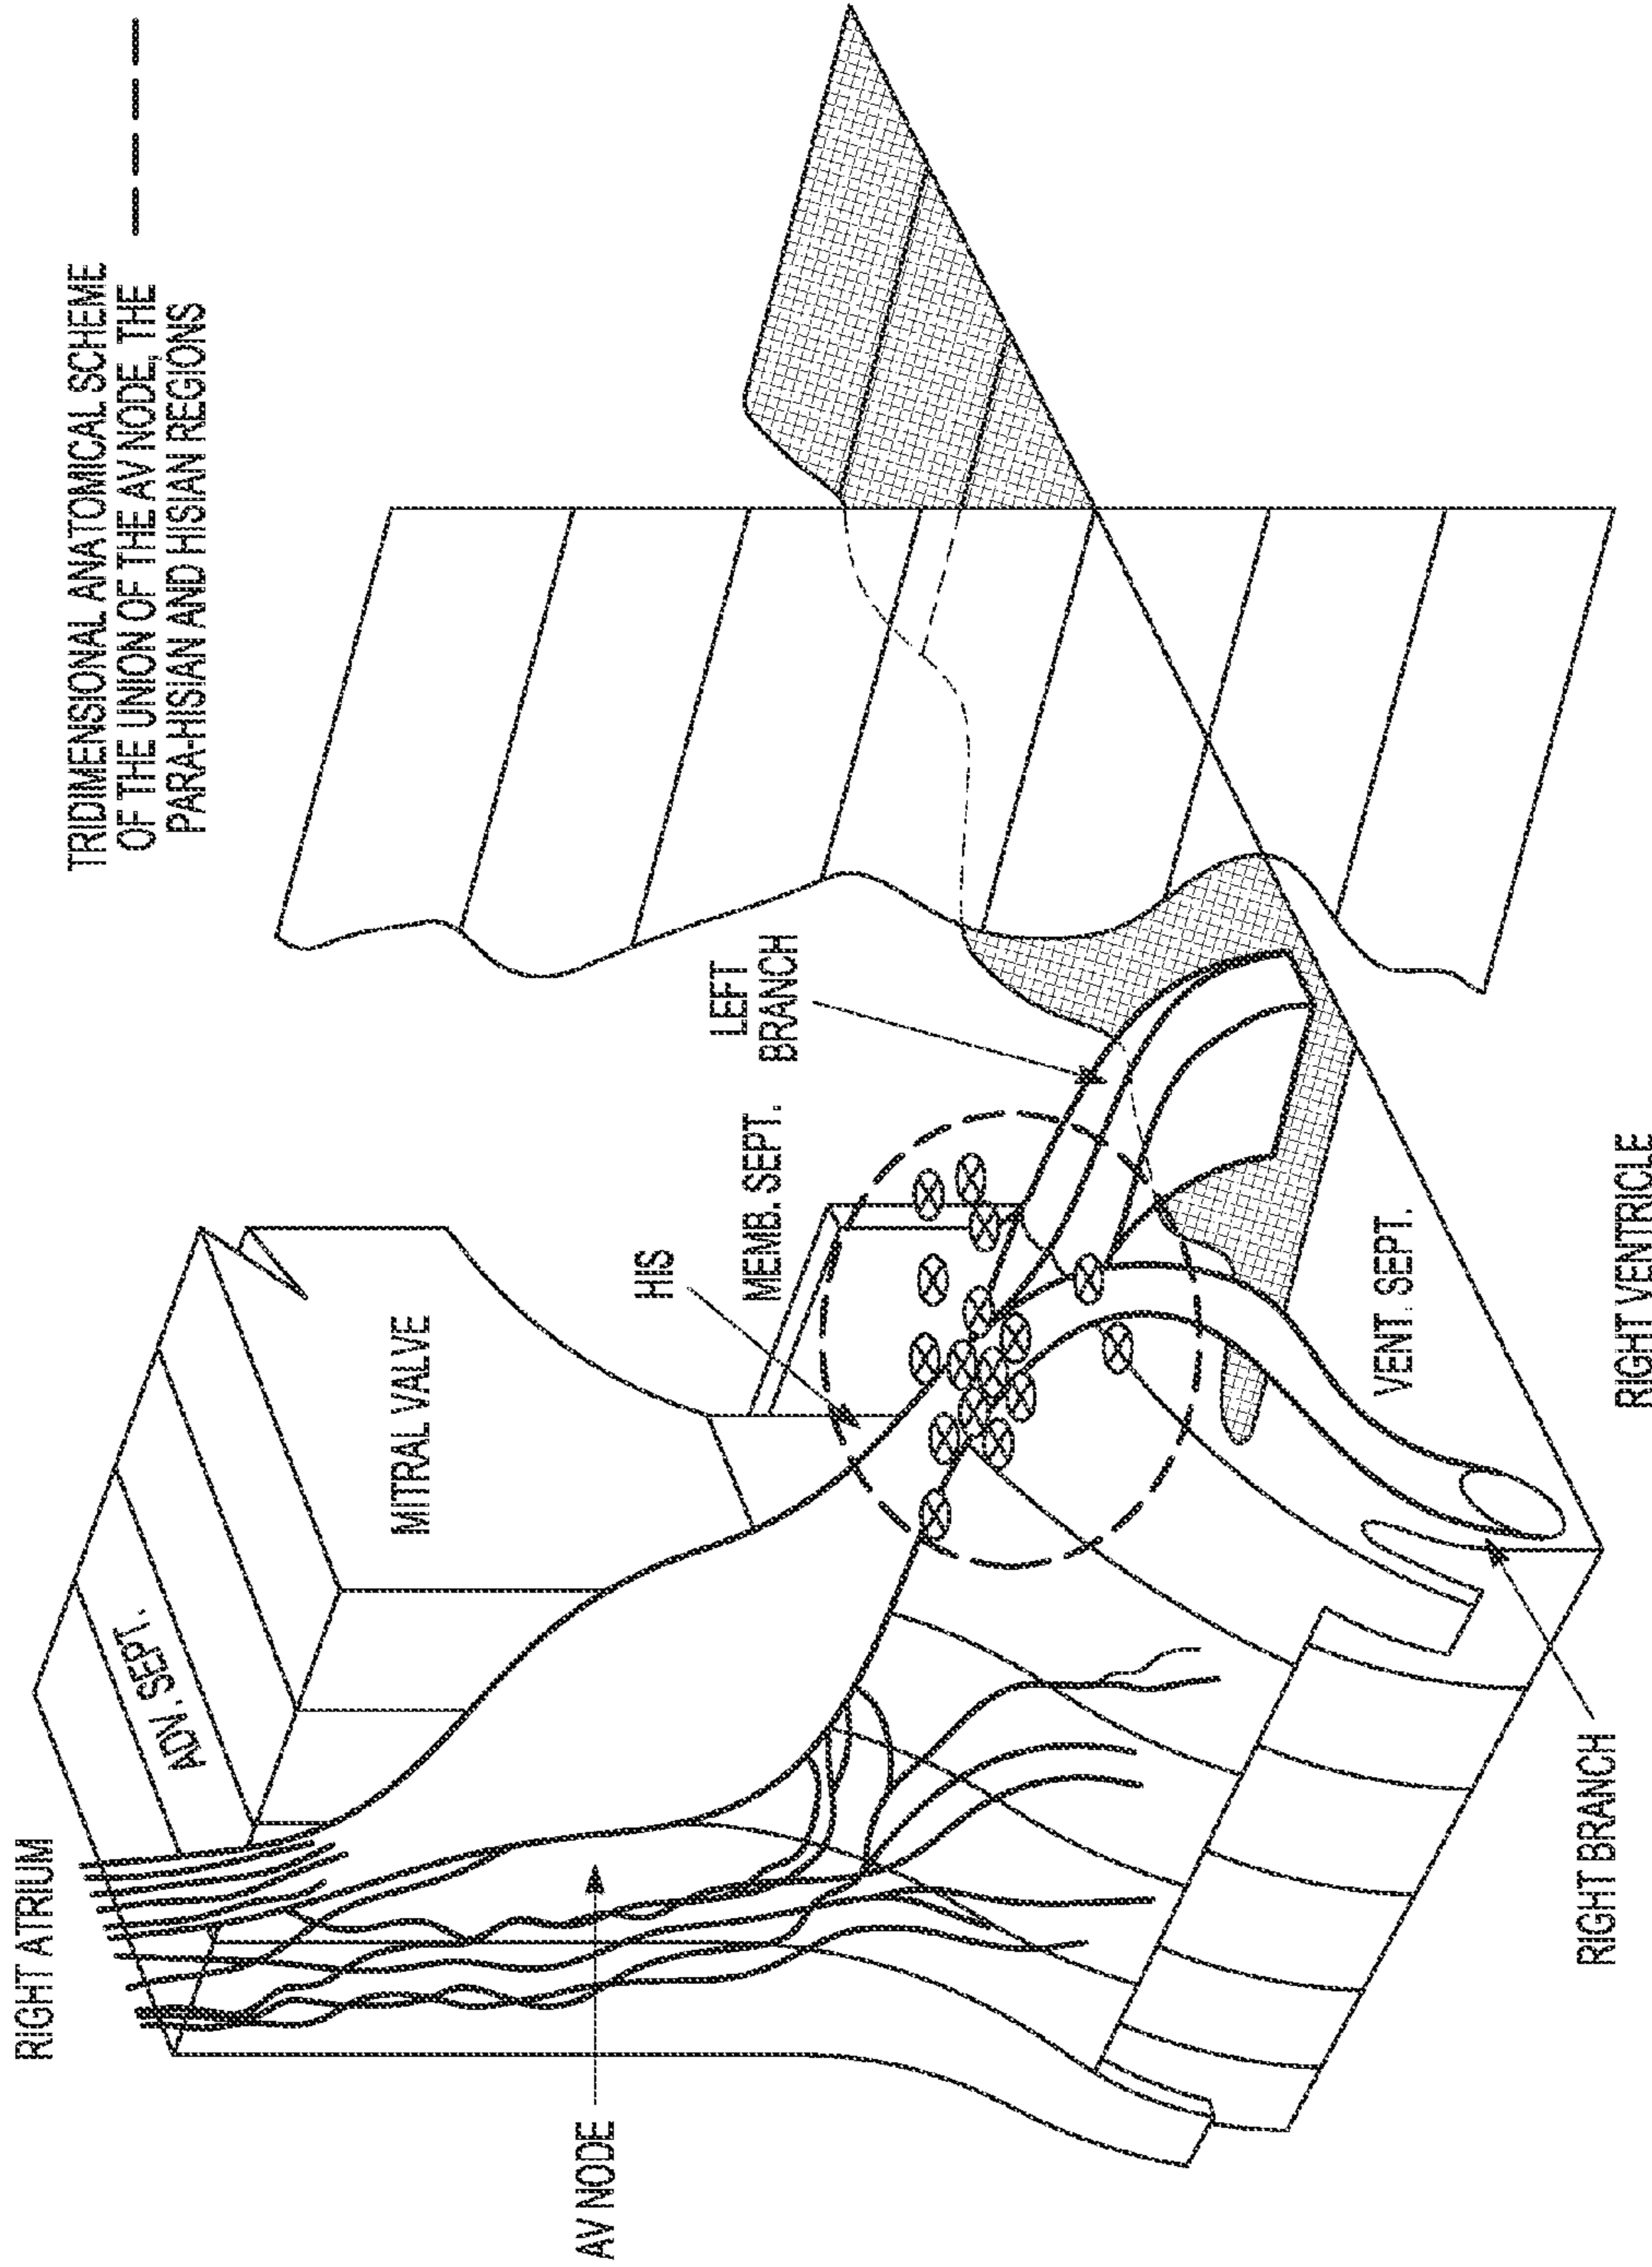 TRIDIMENSIONAL ANATOMICAL SCHEME
OF THE UNION OF THE AV NODE, THE
PARA-HISIAN AND HISIAN REGIONS
RIGHT ATRIUM
ADV. SEPT.
MITRAL VALVE
HIS
MEMB. SEPT.
LEFT
BRANCH
AV NODE
VENT. SEPT.
RIGHT BRANCH
RIGHT VENTRICLE